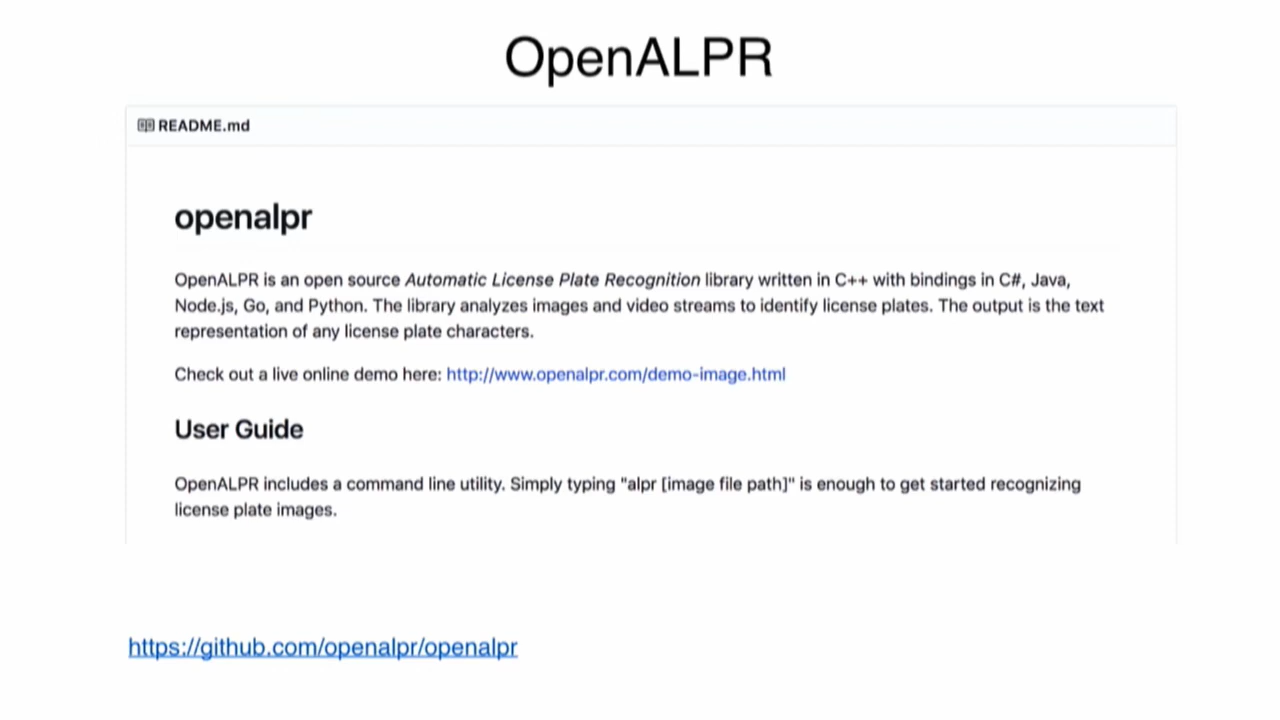 OpenALPR
README.md
openalpr
OpenALPR is an open source Automatic License Plate Recognition library written in C++ with bindings in C#, Java,
Node.js, Go, and Python. The library analyzes images and video streams to identify license plates. The output is the text
representation of any license plate characters.
Check out a live online demo here: http://www.openalpr.com/demo-image.html
User Guide
OpenALPR includes a command line utility. Simply typing "alpr [image file path]" is enough to get started recognizing
license plate images.
https://github.com/openalpr/openalpr